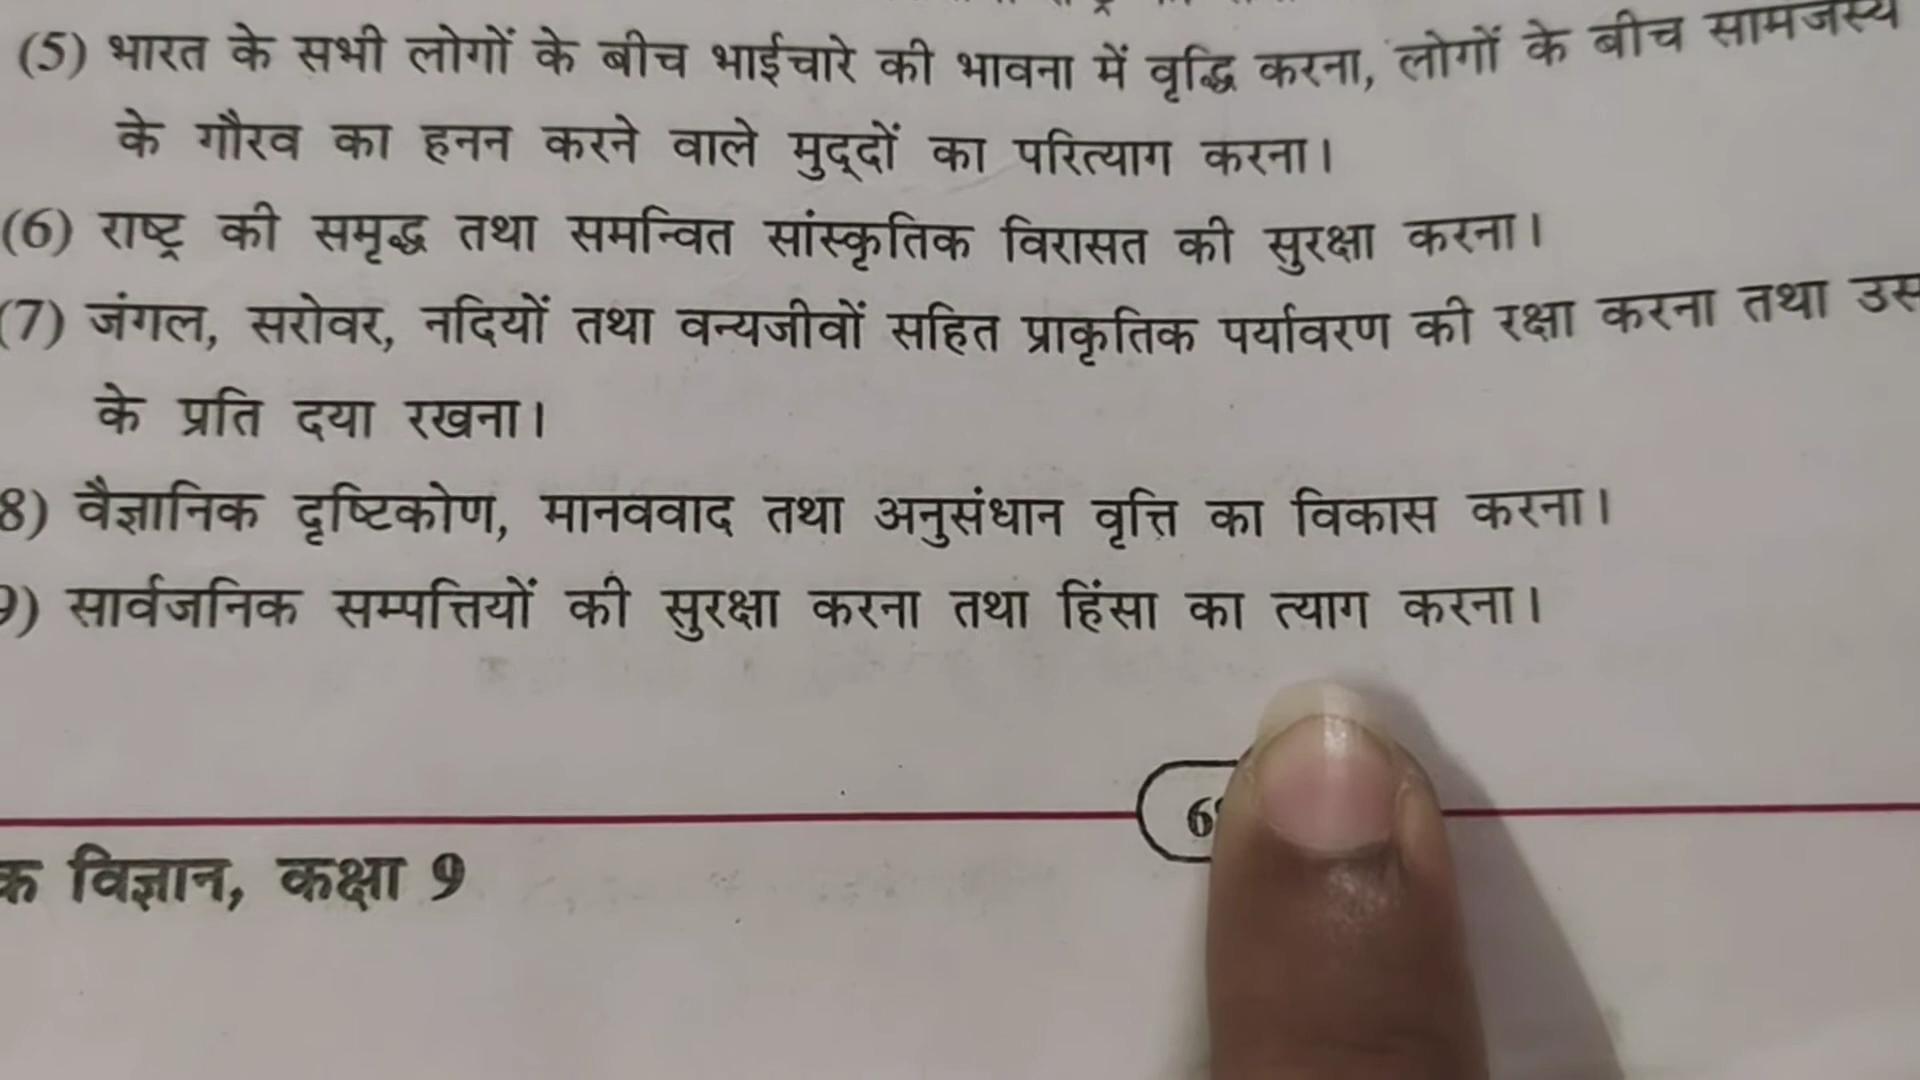 (5) भारत के सभी लोगों के बीच भाईचारे की भावना में वृद्धि करना, लोगों के बीच सामंजस्य
के गौरव का हनन करने वाले मुद्दों का परित्याग करना।
(6) राष्ट्र की समृद्ध तथा समन्वित सांस्कृतिक विरासत की सुरक्षा करना।
(7) जंगल, सरोवर, नदियों तथा वन्यजीवों सहित प्राकृतिक पर्यावरण की रक्षा करना तथा
के प्रति दया रखना।
8) वैज्ञानिक दृष्टिकोण, मानववाद तथा अनुसंधान वृत्ति का विकास करना।
9) सार्वजनिक सम्पत्तियों की सुरक्षा करना तथा हिंसा का त्याग करना।
विज्ञान, कक्षा 9